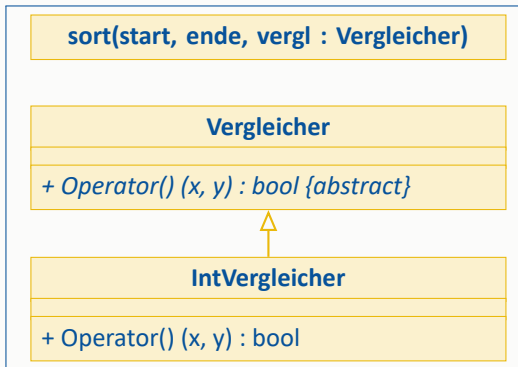 sort(start, ende, vergl : Vergleicher)
Vergleicher
+ Operator() (x, y) : bool {abstract}
IntVergleicher
+ Operator() (x, y) : bool